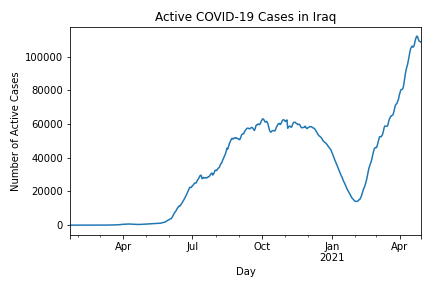 Active COVID-19 Cases in Iraq
Number of Active Cases
100000
80000
60000
40000
20000
0
Apr
Jul
Oct
Jan
2021
Apr
Day